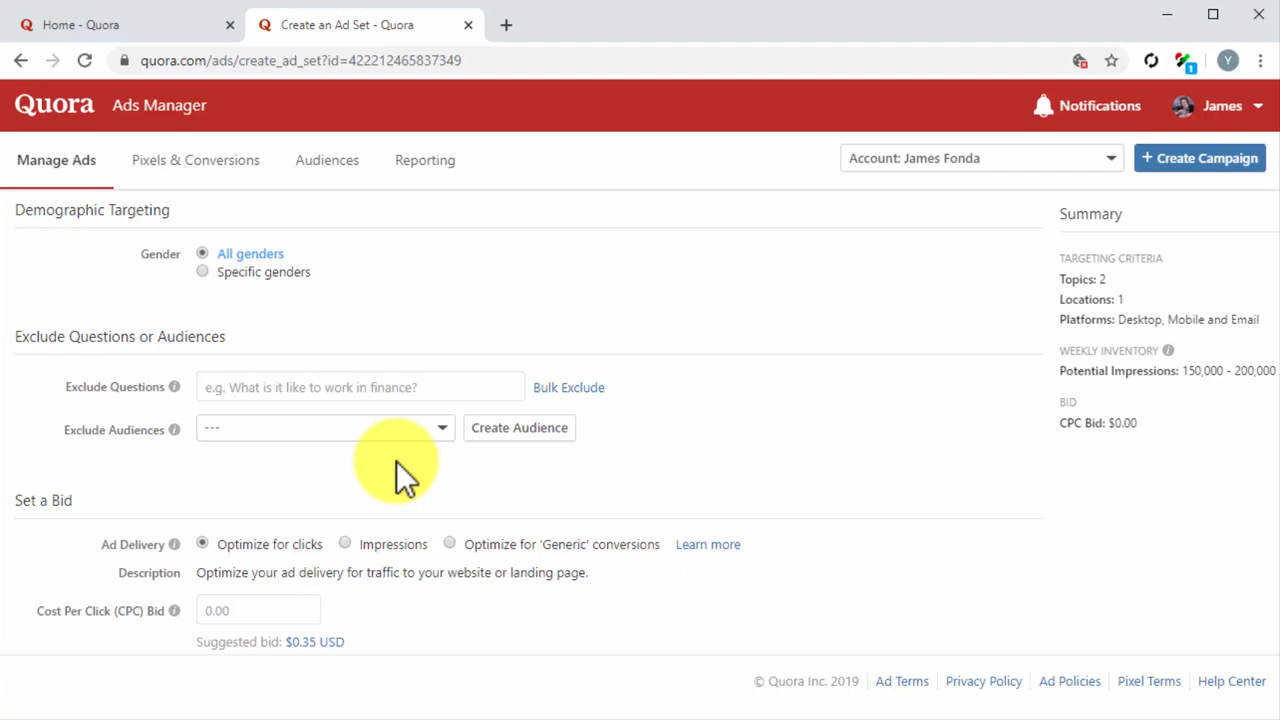 Home - Quora
Create an Ad Set - Quora
quora.com/ads/create_ad_set?id=422212465837349
Y
1
Quora Ads Manager
Notifications
James
Manage Ads
Pixels & Conversions
Audiences
Reporting
Account: James Fonda
+ Create Campaign
Demographic Targeting
Gender
All genders
Specific genders
Exclude Questions or Audiences
Exclude Questions
e.g. What is it like to work in finance?
Bulk Exclude
Exclude Audiences
---
Create Audience
Set a Bid
Ad Delivery
Optimize for clicks
Impressions
Optimize for 'Generic' conversions
Learn more
Description
Optimize your ad delivery for traffic to your website or landing page.
Cost Per Click (CPC) Bid
0.00
Suggested bid: $0.35 USD
Summary
TARGETING CRITERIA
Topics: 2
Locations: 1
Platforms: Desktop, Mobile and Email
WEEKLY INVENTORY
Potential Impressions: 150,000 - 200,000
BID
CPC Bid: $0.00
© Quora Inc. 2019
Ad Terms
Privacy Policy
Ad Policies
Pixel Terms
Help Center